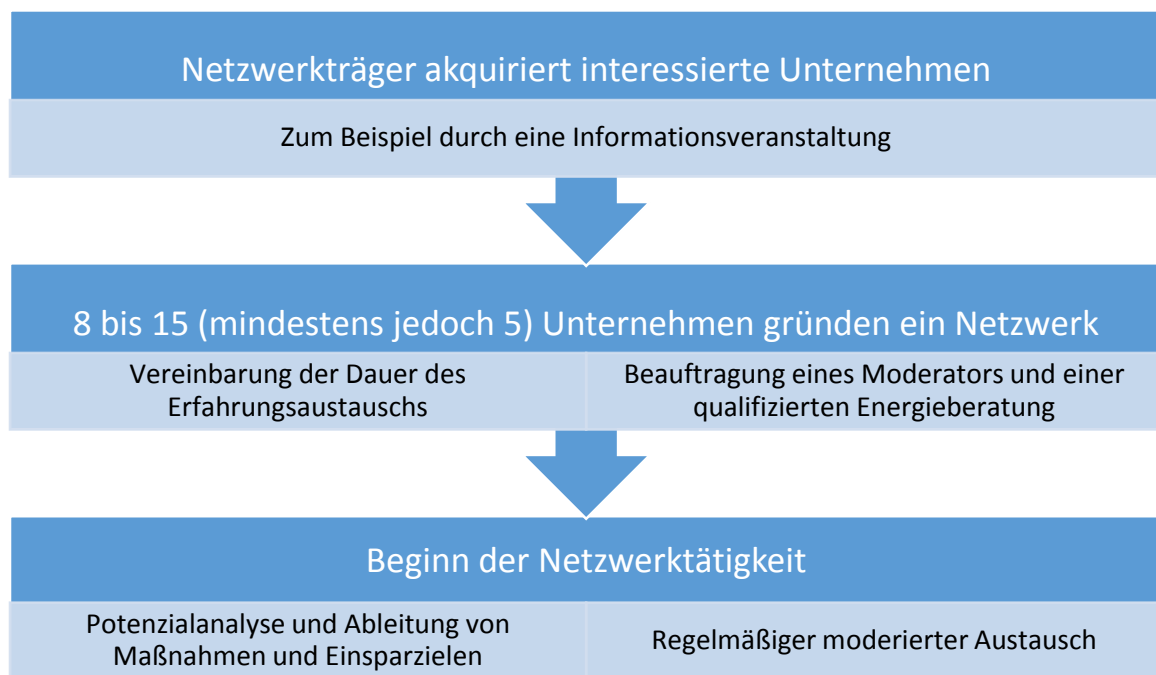 Netzwerkträger akquiriert interessierte Unternehmen
Zum Beispiel durch eine Informationsveranstaltung
8 bis 15 (mindestens jedoch 5) Unternehmen gründen ein Netzwerk
Vereinbarung der Dauer des
Erfahrungsaustauschs
Beauftragung eines Moderators und einer
qualifizierten Energieberatung
Beginn der Netzwerktätigkeit
Potenzialanalyse und Ableitung von
Maßnahmen und Einsparzielen
Regelmäßiger moderierter Austausch